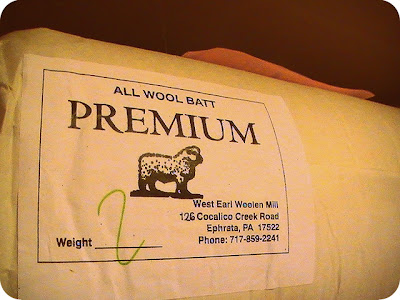 ALL WOOL BATT
PREMIUM
West Earl Woolen Mill
126 Cocalico Creek Road
Ephrata, PA 17522
Phone: 717-859-2241
Weight 2